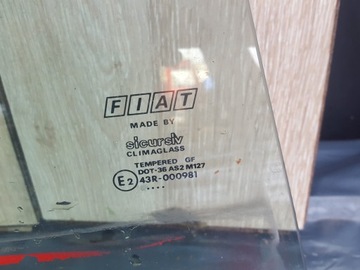 FIAT
MADE BY
sicursiv
CLIMAGLASS
TEMPERED GF
DOT-36 AS2 M127
E2 43R-000981
....